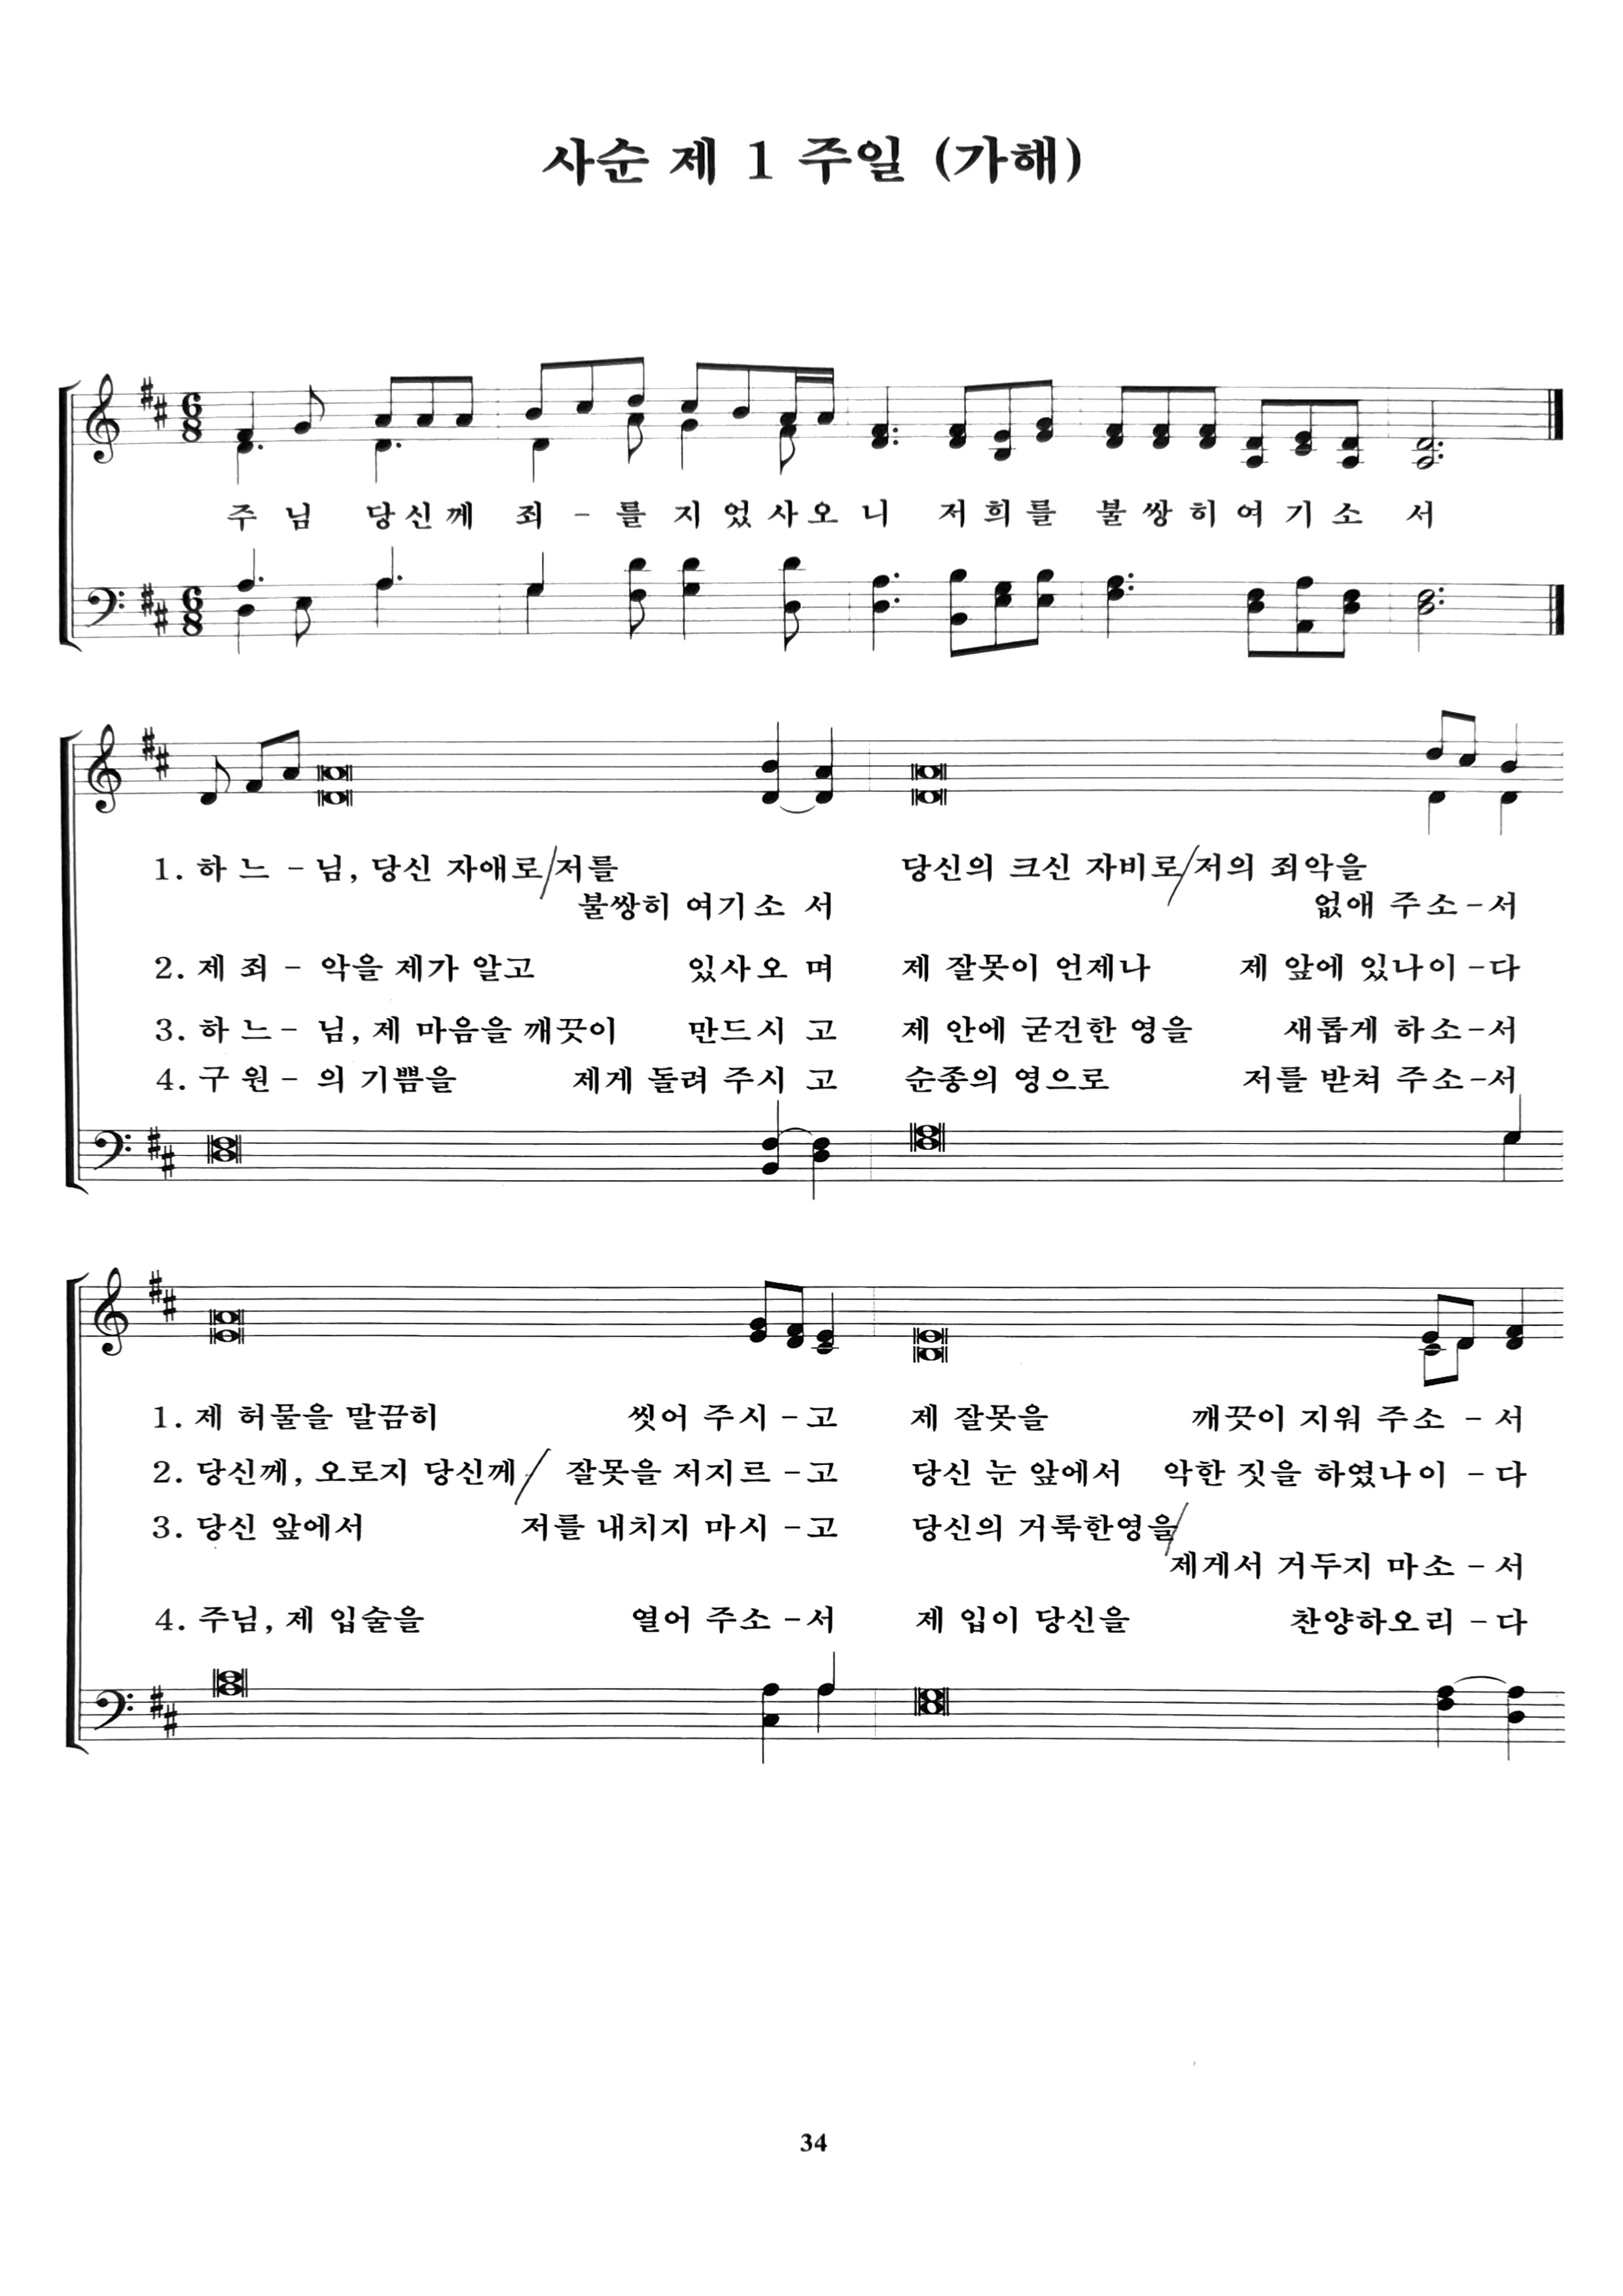 사순 제 1 주일 (가해)
6
8
주 님 당신께 죄 - 를 지 었 사오 니 저 희 를 불 쌍 히 여 기 소 서
6
8
1. 하 느 - 님, 당신 자애로/저를 당신의 크신 자비로/저의 죄악을
불쌍히 여기소 서 없애 주소-서
2. 제 죄 - 악을 제가 알고 있사오 며 제 잘못이 언제나 제 앞에 있나이-다
3. 하 느- 님, 제 마음을 깨끗이 만드시 고 제 안에 굳건한 영을 새롭게 하소-서
4. 구 원- 의 기쁨을 제게 돌려 주시 고 순종의 영으로 저를 받쳐 주소-서
1. 제 허물을 말끔히 씻어 주시 -고 제 잘못을 깨끗이 지워 주소 - 서
2. 당신께, 오로지 당신께/ 잘못을 저지르 -고 당신 눈 앞에서 악한 짓을 하였나이 - 다
3. 당신 앞에서 저를 내치지 마시 -고 당신의 거룩한영을/
제게서 거두지 마소 - 서
4. 주님, 제 입술을 열어 주소 -서 제 입이 당신을 찬양하오리 - 다
34